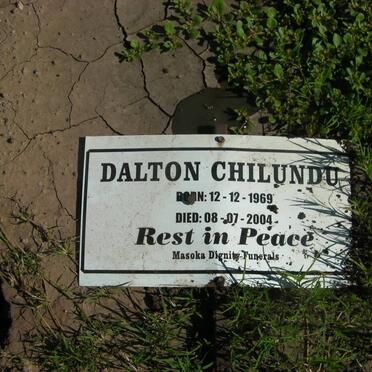 DALTON CHILUNDU
BORN: 12-12-1969
DIED: 08-07-2004
Rest in Peace
Masoka Dignity Funerals